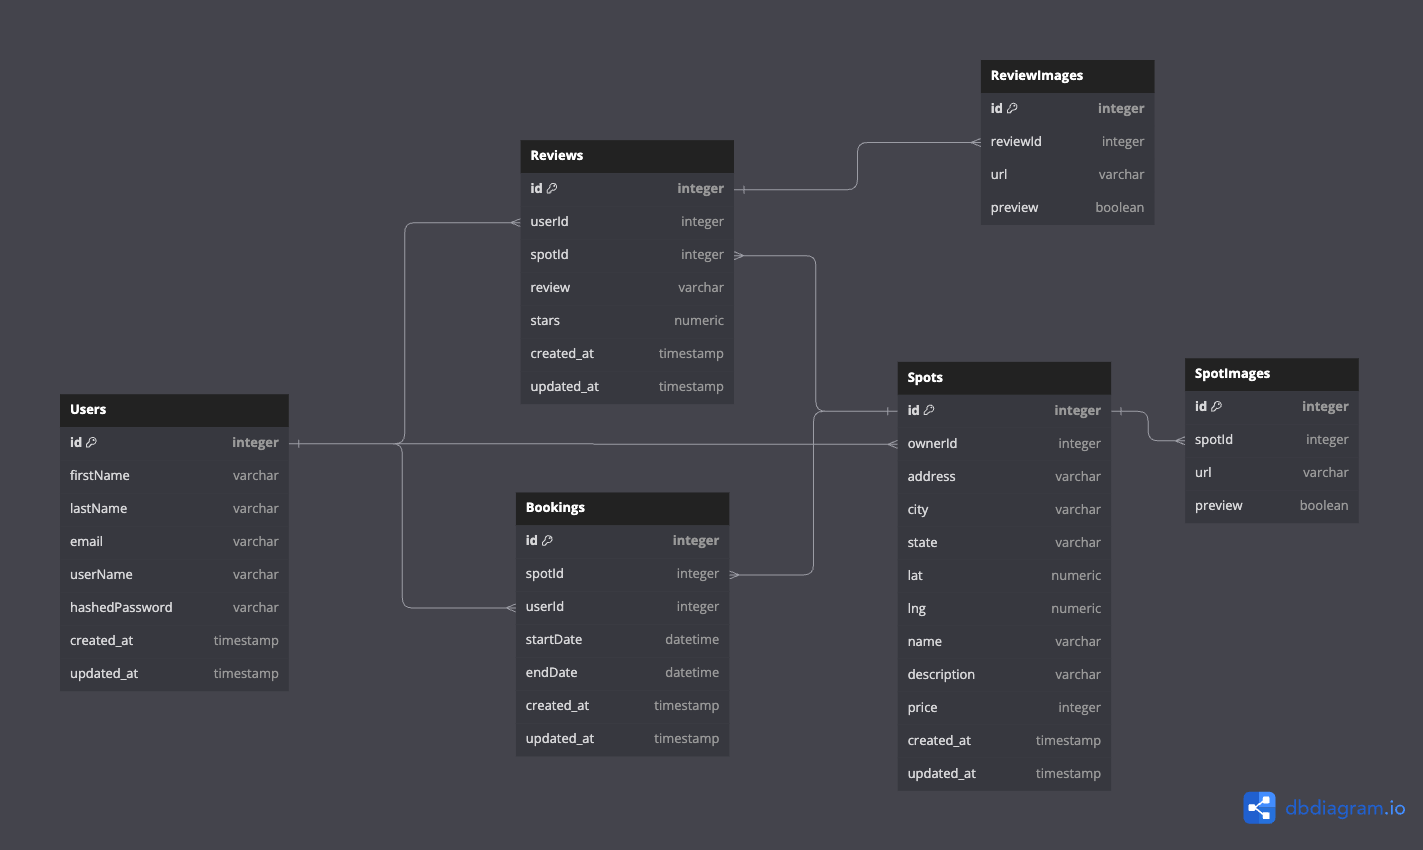 ReviewImages
id integer
reviewId integer
url varchar
preview boolean
Reviews
id integer
userId integer
spotId integer
review varchar
stars numeric
created_at timestamp
updated_at timestamp
Users
id integer
firstName varchar
lastName varchar
email varchar
userName varchar
hashedPassword varchar
created_at timestamp
updated_at timestamp
Bookings
id integer
spotId integer
userId integer
startDate datetime
endDate datetime
created_at timestamp
updated_at timestamp
Spots
id integer
ownerId integer
address varchar
city varchar
state varchar
lat numeric
lng numeric
name varchar
description varchar
price integer
created_at timestamp
updated_at timestamp
SpotImages
id integer
spotId integer
url varchar
preview boolean
dbdiagram.io